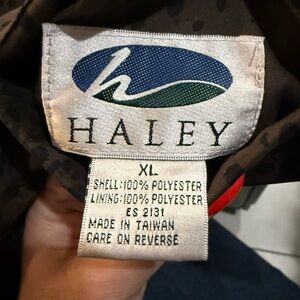 h
HALEY
XL
SHELL:100% POLYESTER
LINING:100% POLYESTER
ES 2131
MADE IN TAIWAN
CARE ON REVERSE